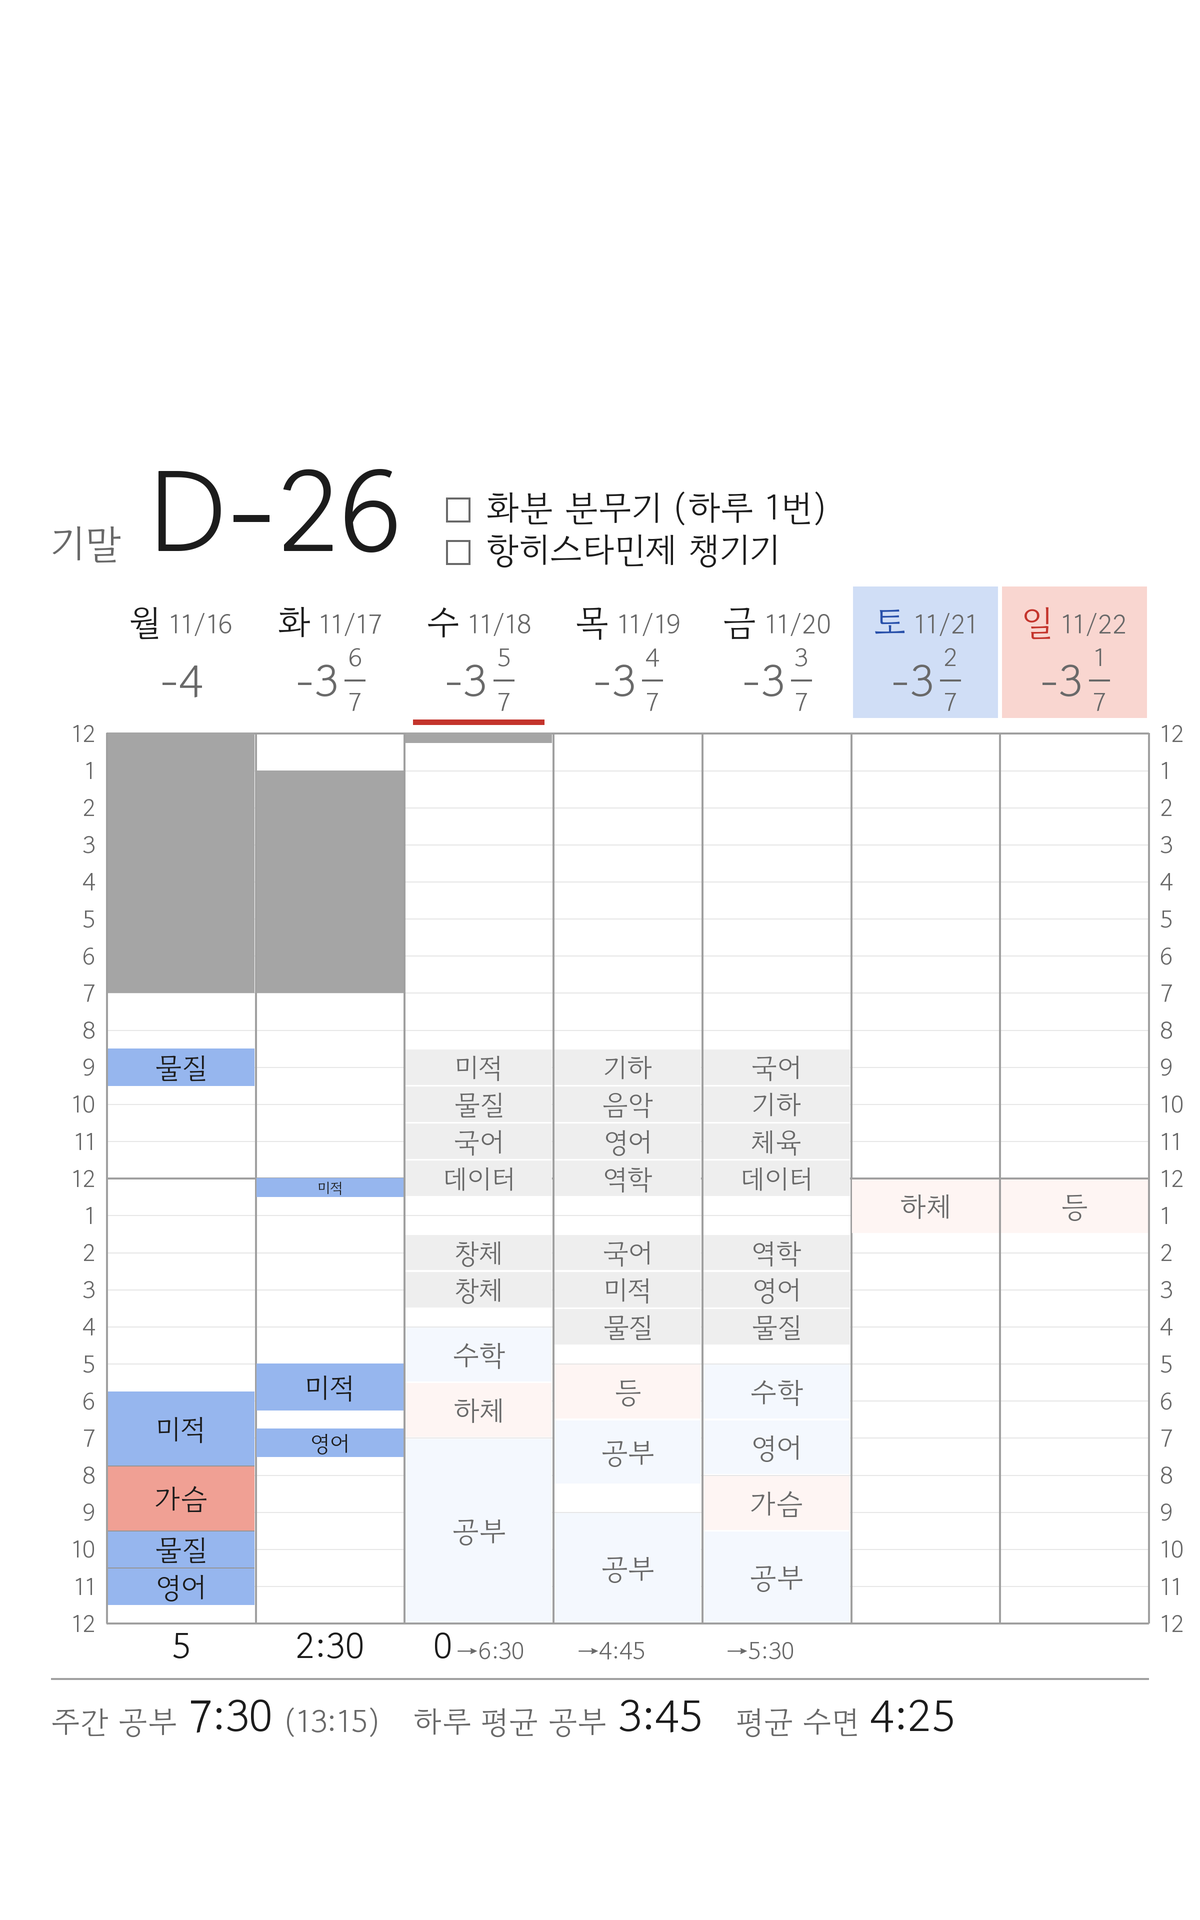 기말 D-26
□ 화분 분무기 (하루 1번)
□ 항히스타민제 챙기기
월 11/16 화 11/17 수 11/18 목 11/19 금 11/20 토 11/21 일 11/22
-4 -3 6/7 -3 5/7 -3 4/7 -3 3/7 -3 2/7 -3 1/7
12 12
1 1
2 2
3 3
4 4
5 5
6 6
7 7
8 8
9 물질 미적 기하 국어 9
10 물질 음악 기하 10
11 국어 영어 체육 11
12 미적 데이터 역학 데이터 12
하체 등
1 1
2 창체 국어 역학 2
3 창체 미적 영어 3
4 물질 물질 4
수학
5 5
미적 등 수학
6 하체 6
미적
7 영어 공부 영어 7
8 8
가슴 가슴
9 9
공부
10 물질 공부 공부 10
11 영어 11
12 12
5 2:30 0 →6:30 →4:45 →5:30
주간 공부 7:30 (13:15) 하루 평균 공부 3:45 평균 수면 4:25